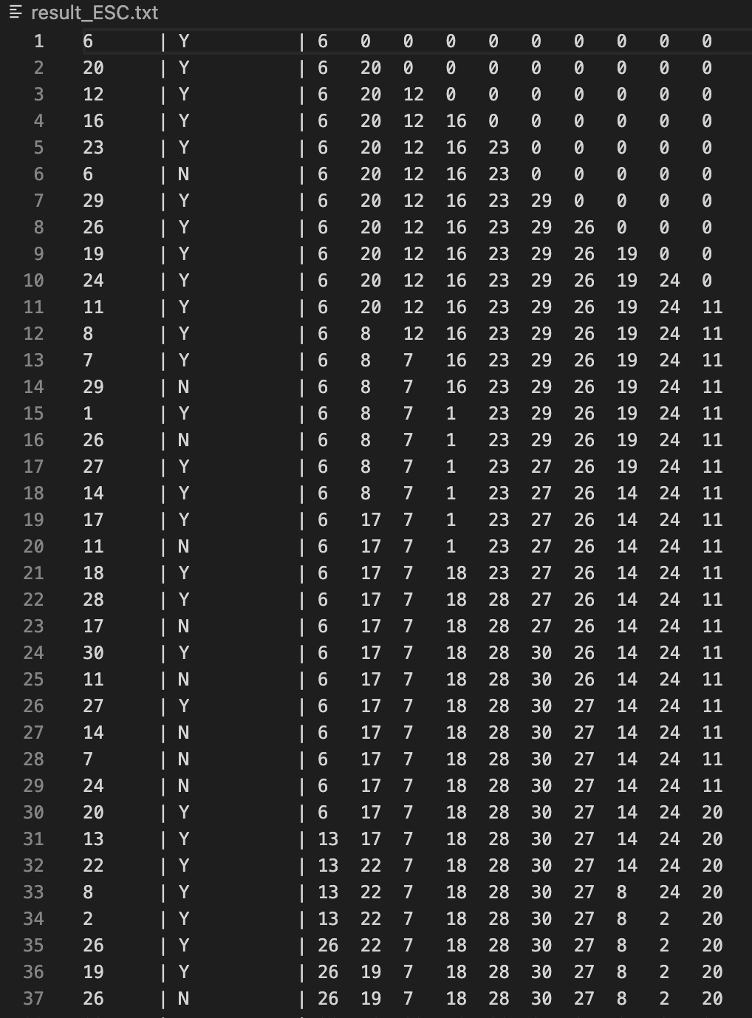 result_ESC.txt
1 6 | Y | 6 0 0 0 0 0 0 0 0 0
2 20 | Y | 6 20 0 0 0 0 0 0 0 0
3 12 | Y | 6 20 12 0 0 0 0 0 0 0
4 16 | Y | 6 20 12 16 0 0 0 0 0 0
5 23 | Y | 6 20 12 16 23 0 0 0 0 0
6 6 | N | 6 20 12 16 23 0 0 0 0 0
7 29 | Y | 6 20 12 16 23 29 0 0 0 0
8 26 | Y | 6 20 12 16 23 29 26 0 0 0
9 19 | Y | 6 20 12 16 23 29 26 19 0 0
10 24 | Y | 6 20 12 16 23 29 26 19 24 0
11 11 | Y | 6 20 12 16 23 29 26 19 24 11
12 8 | Y | 6 8 12 16 23 29 26 19 24 11
13 7 | Y | 6 8 7 16 23 29 26 19 24 11
14 29 | N | 6 8 7 16 23 29 26 19 24 11
15 1 | Y | 6 8 7 1 23 29 26 19 24 11
16 26 | N | 6 8 7 1 23 29 26 19 24 11
17 27 | Y | 6 8 7 1 23 27 26 19 24 11
18 14 | Y | 6 8 7 1 23 27 26 14 24 11
19 17 | Y | 6 17 7 1 23 27 26 14 24 11
20 11 | N | 6 17 7 1 23 27 26 14 24 11
21 18 | Y | 6 17 7 18 23 27 26 14 24 11
22 28 | Y | 6 17 7 18 28 27 26 14 24 11
23 17 | N | 6 17 7 18 28 27 26 14 24 11
24 30 | Y | 6 17 7 18 28 30 26 14 24 11
25 11 | N | 6 17 7 18 28 30 26 14 24 11
26 27 | Y | 6 17 7 18 28 30 27 14 24 11
27 14 | N | 6 17 7 18 28 30 27 14 24 11
28 7 | N | 6 17 7 18 28 30 27 14 24 11
29 24 | N | 6 17 7 18 28 30 27 14 24 11
30 20 | Y | 6 17 7 18 28 30 27 14 24 20
31 13 | Y | 13 17 7 18 28 30 27 14 24 20
32 22 | Y | 13 22 7 18 28 30 27 14 24 20
33 8 | Y | 13 22 7 18 28 30 27 8 24 20
34 2 | Y | 13 22 7 18 28 30 27 8 2 20
35 26 | Y | 26 22 7 18 28 30 27 8 2 20
36 19 | Y | 26 19 7 18 28 30 27 8 2 20
37 26 | N | 26 19 7 18 28 30 27 8 2 20